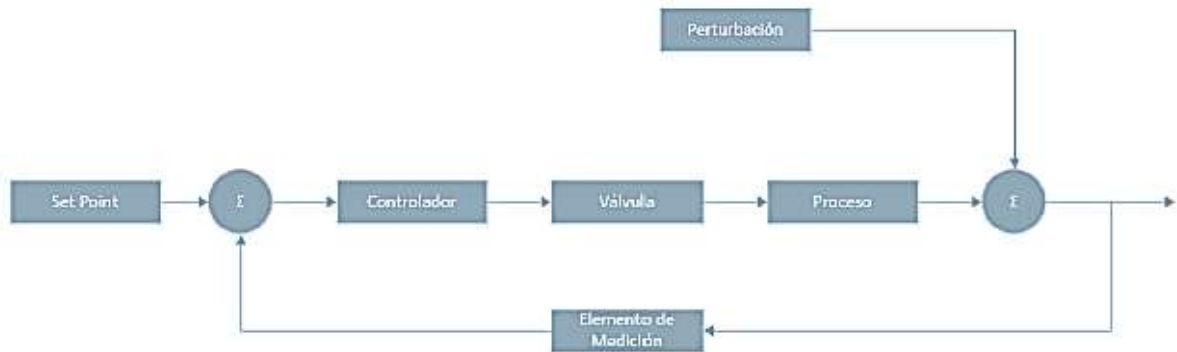 Perturbación
Set Point
Σ
Controlador
Válvula
Proceso
Σ
Elemento de
Medición